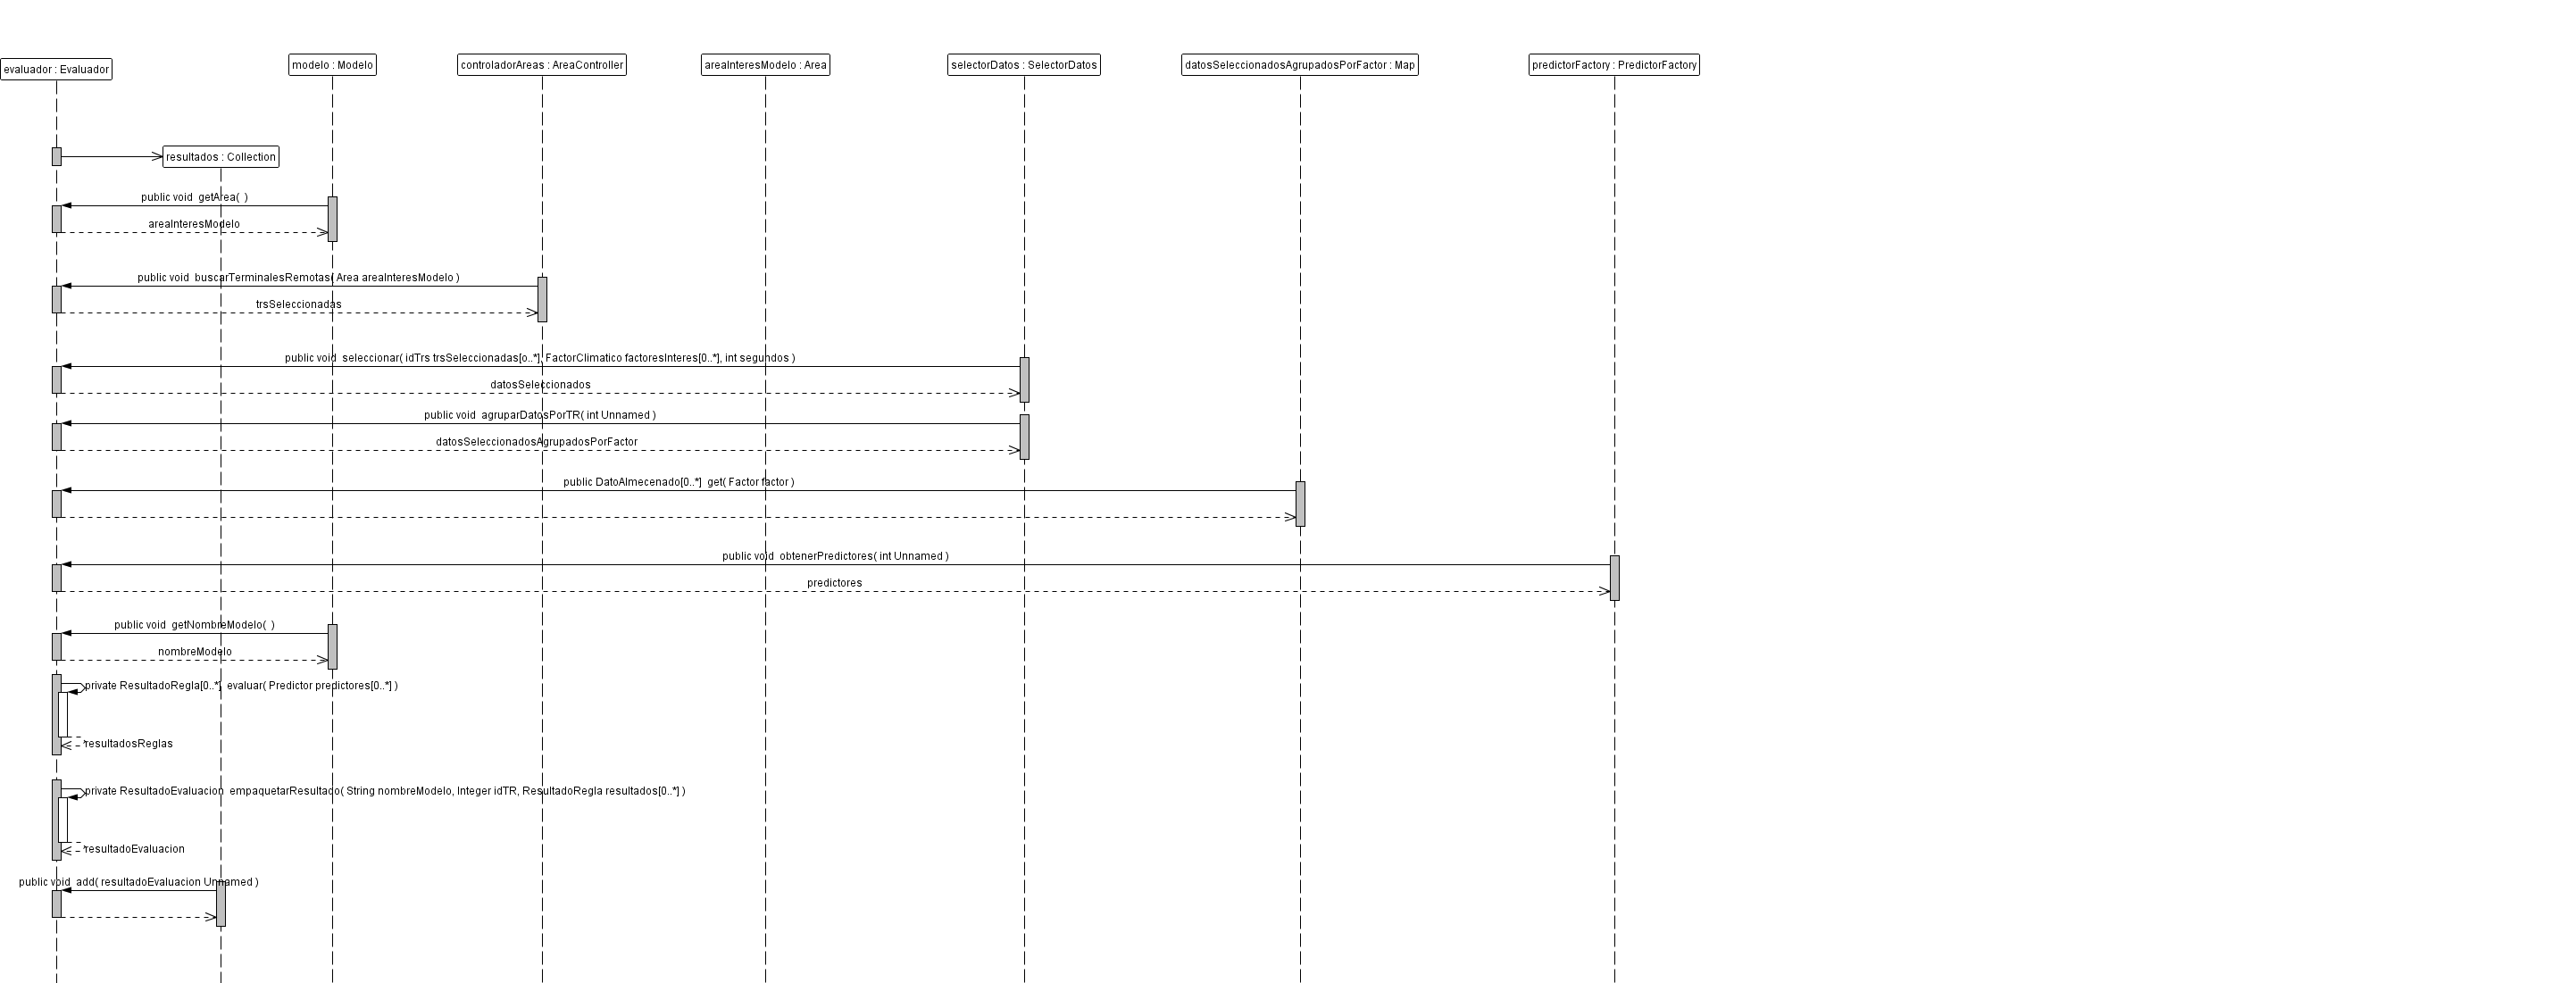 evaluador : Evaluador
modelo : Modelo
controladorAreas : AreaController
areaInteresModelo : Area
selectorDatos : SelectorDatos
datosSeleccionadosAgrupadosPorFactor : Map
predictorFactory : PredictorFactory
resultados : Collection
public void getArea( )
areaInteresModelo
public void buscarTerminalesRemotas( Area areaInteresModelo )
trsSeleccionadas
public void seleccionar( idTrs trsSeleccionadas[o..*], FactorClimatico factoresInteres[0..*], int segundos )
datosSeleccionados
public void agruparDatosPorTR( int Unnamed )
datosSeleccionadosAgrupadosPorFactor
public DatoAlmecenado[0..*] get( Factor factor )
public void obtenerPredictores( int Unnamed )
predictores
public void getNombreModelo( )
nombreModelo
private ResultadoRegla[0..*] evaluar( Predictor predictores[0..*] )
resultadosReglas
private ResultadoEvaluacion empaquetarResultado( String nombreModelo, Integer idTR, ResultadoRegla resultados[0..*] )
resultadoEvaluacion
public void add( resultadoEvaluacion Unnamed )